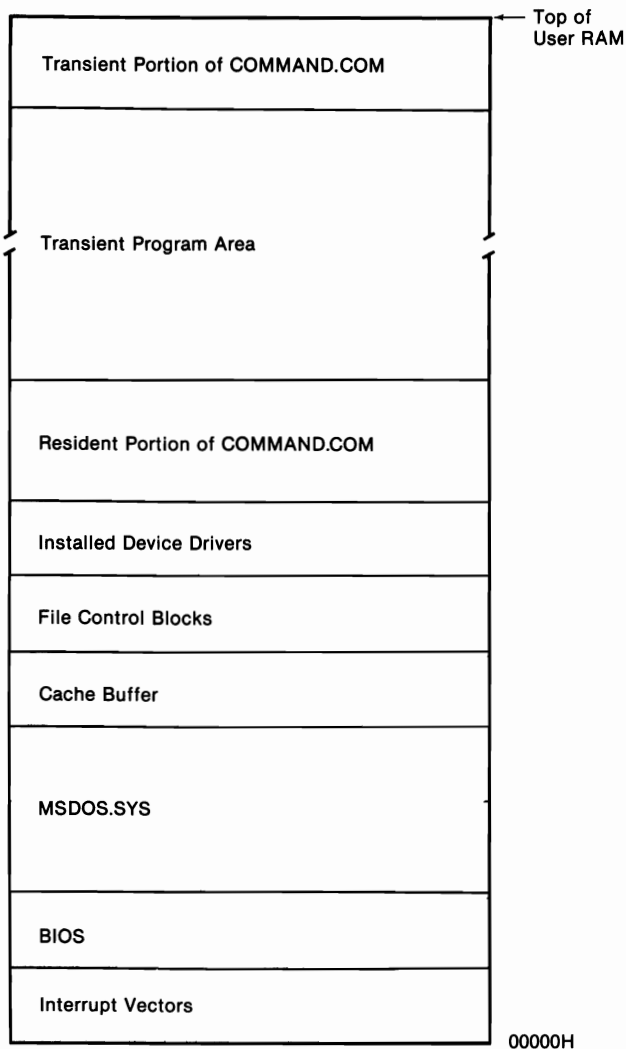 Top of
User RAM
Transient Portion of COMMAND.COM
Transient Program Area
Resident Portion of COMMAND.COM
Installed Device Drivers
File Control Blocks
Cache Buffer
MSDOS.SYS
BIOS
Interrupt Vectors
00000H